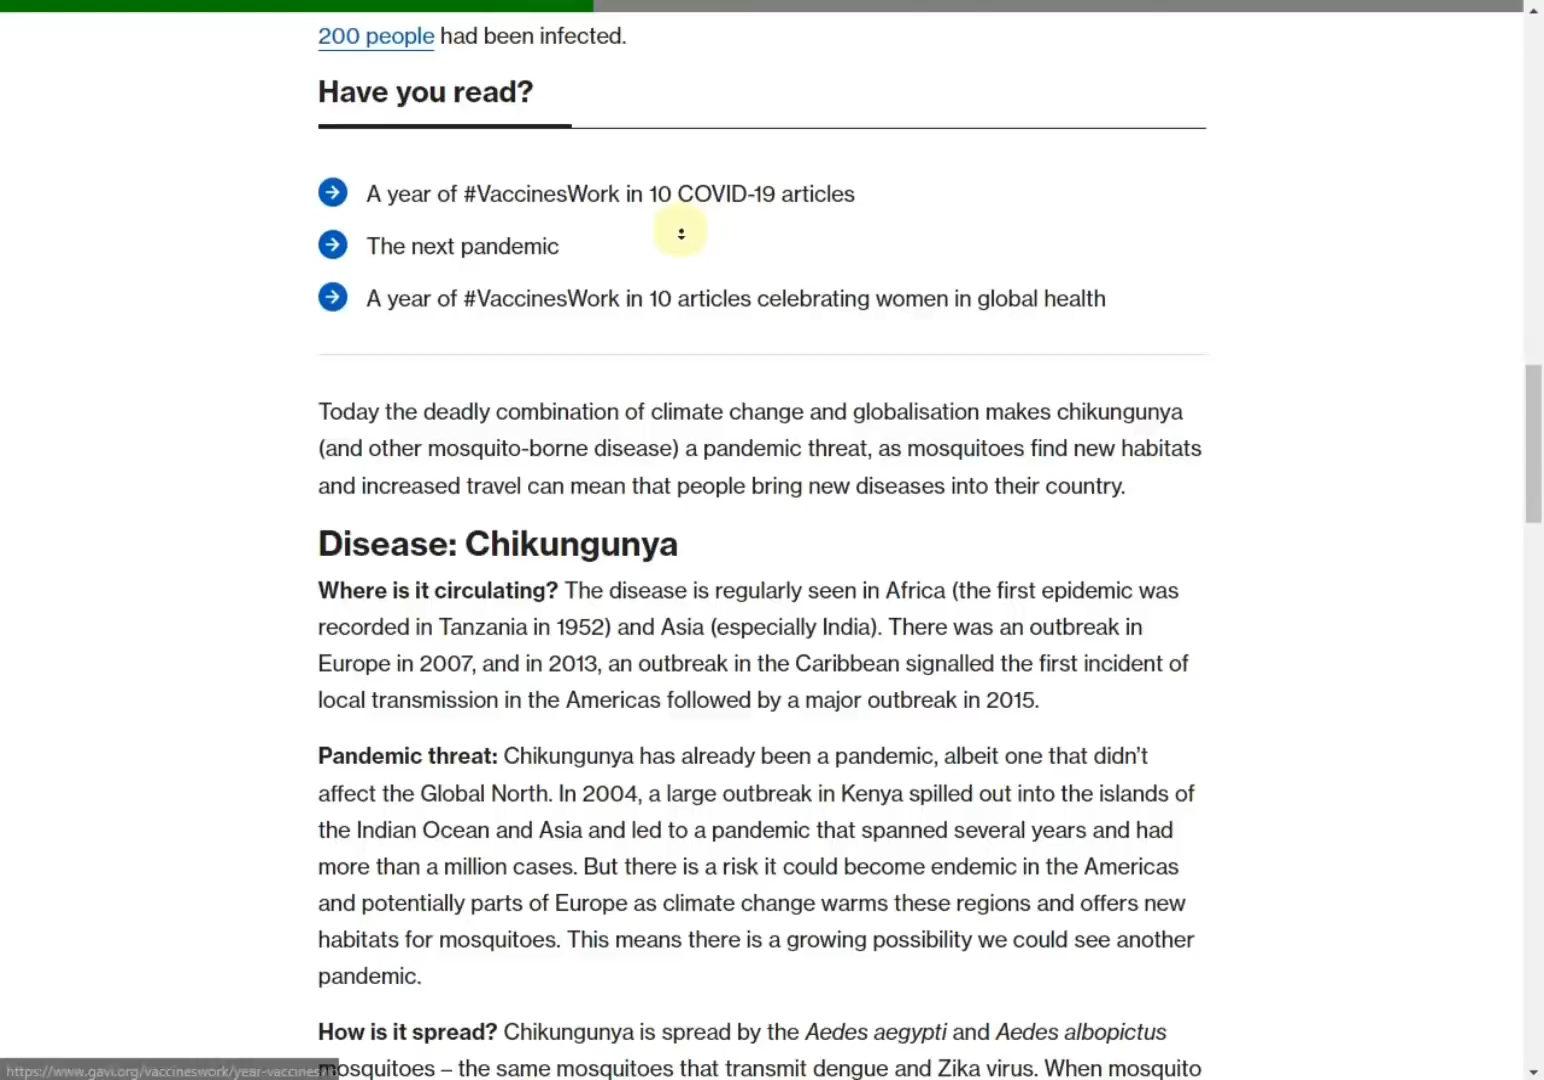 200 people had been infected.
Have you read?
A year of #VaccinesWork in 10 COVID-19 articles
The next pandemic
A year of #VaccinesWork in 10 articles celebrating women in global health
Today the deadly combination of climate change and globalisation makes chikungunya
(and other mosquito-borne disease) a pandemic threat, as mosquitoes find new habitats
and increased travel can mean that people bring new diseases into their country.
Disease: Chikungunya
Where is it circulating? The disease is regularly seen in Africa (the first epidemic was
recorded in Tanzania in 1952) and Asia (especially India). There was an outbreak in
Europe in 2007, and in 2013, an outbreak in the Caribbean signalled the first incident of
local transmission in the Americas followed by a major outbreak in 2015.
Pandemic threat: Chikungunya has already been a pandemic, albeit one that didn’t
affect the Global North. In 2004, a large outbreak in Kenya spilled out into the islands of
the Indian Ocean and Asia and led to a pandemic that spanned several years and had
more than a million cases. But there is a risk it could become endemic in the Americas
and potentially parts of Europe as climate change warms these regions and offers new
habitats for mosquitoes. This means there is a growing possibility we could see another
pandemic.
How is it spread? Chikungunya is spread by the Aedes aegypti and Aedes albopictus
mosquitoes – the same mosquitoes that transmit dengue and Zika virus. When mosquito
https://www.gavi.org/vaccineswork/year-vaccines